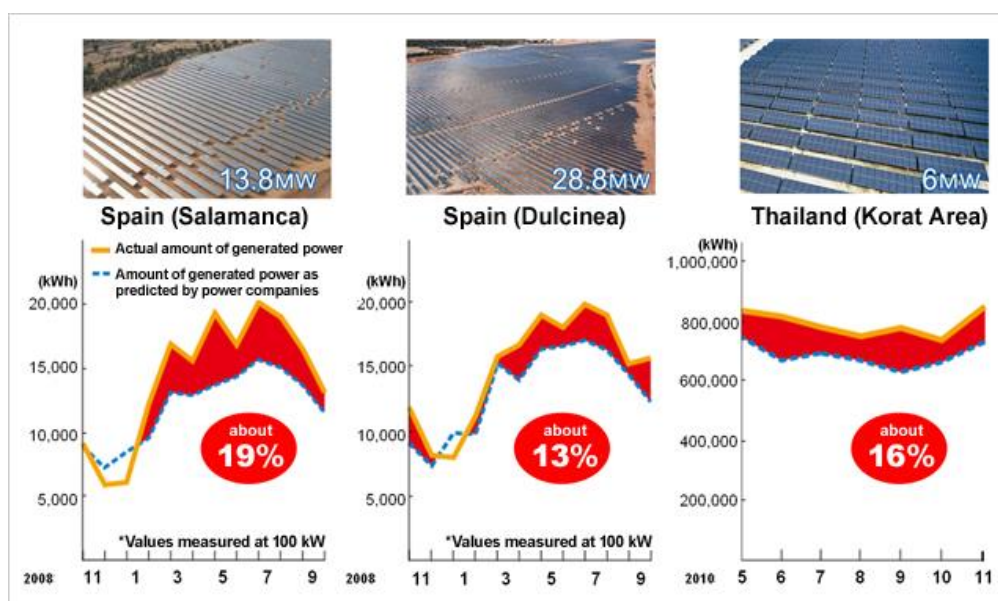 13.8MW
Spain (Salamanca)
Actual amount of generated power
Amount of generated power as
predicted by power companies
(kWh)
20,000
15,000
10,000
5,000
about
19%
*Values measured at 100 kW
2008 11 1 3 5 7 9
28.8MW
Spain (Dulcinea)
(kWh)
20,000
15,000
10,000
5,000
about
13%
*Values measured at 100 kW
2008 11 1 3 5 7 9
6MW
Thailand (Korat Area)
(kWh)
1,000,000
800,000
600,000
400,000
200,000
about
16%
2010 5 6 7 8 9 10 11